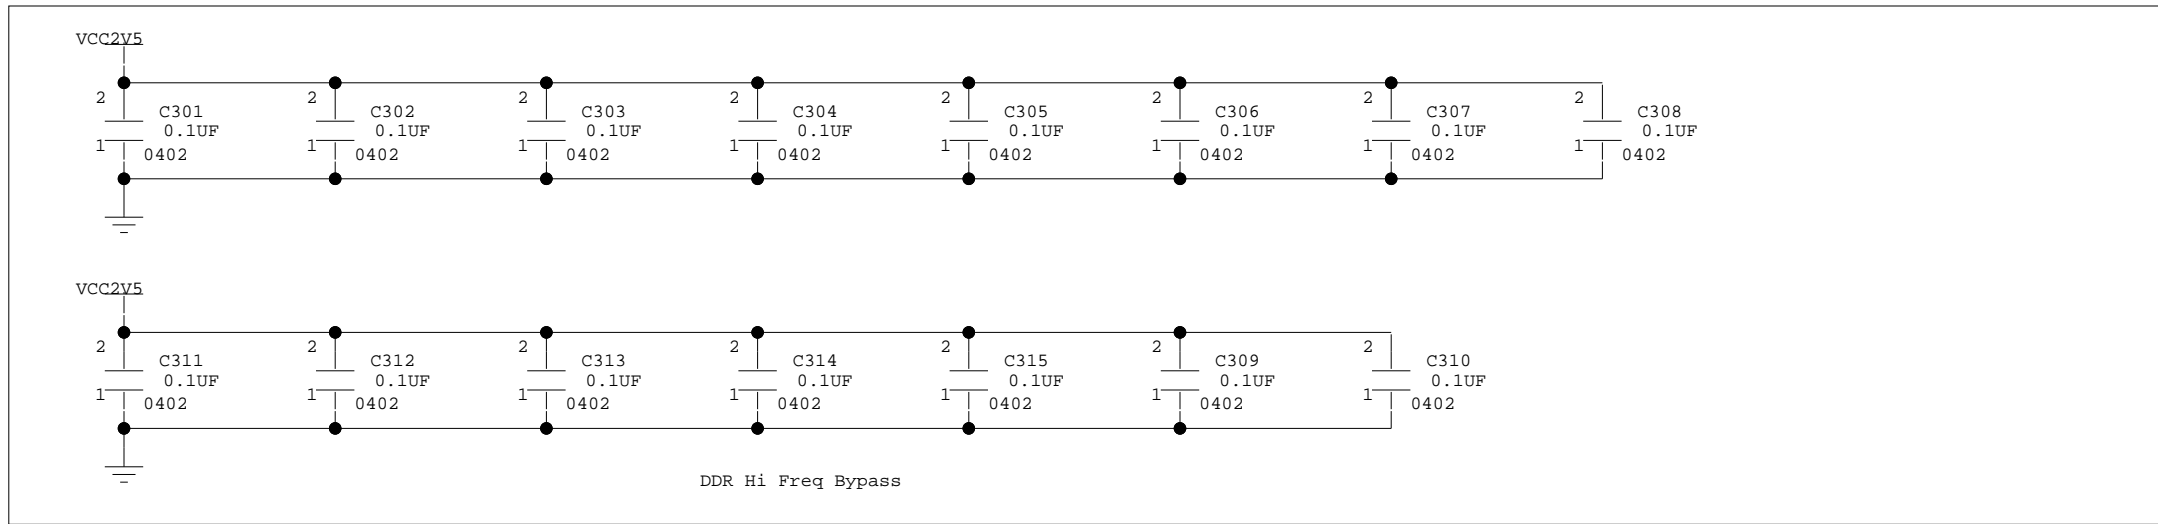 VCC2V5
2 2 2 2 2 2 2 2
C301 C302 C303 C304 C305 C306 C307 C308
0.1UF 0.1UF 0.1UF 0.1UF 0.1UF 0.1UF 0.1UF 0.1UF
1 1 1 1 1 1 1 1
0402 0402 0402 0402 0402 0402 0402 0402
VCC2V5
2 2 2 2 2 2 2
C311 C312 C313 C314 C315 C309 C310
0.1UF 0.1UF 0.1UF 0.1UF 0.1UF 0.1UF 0.1UF
1 1 1 1 1 1 1
0402 0402 0402 0402 0402 0402 0402
DDR Hi Freq Bypass